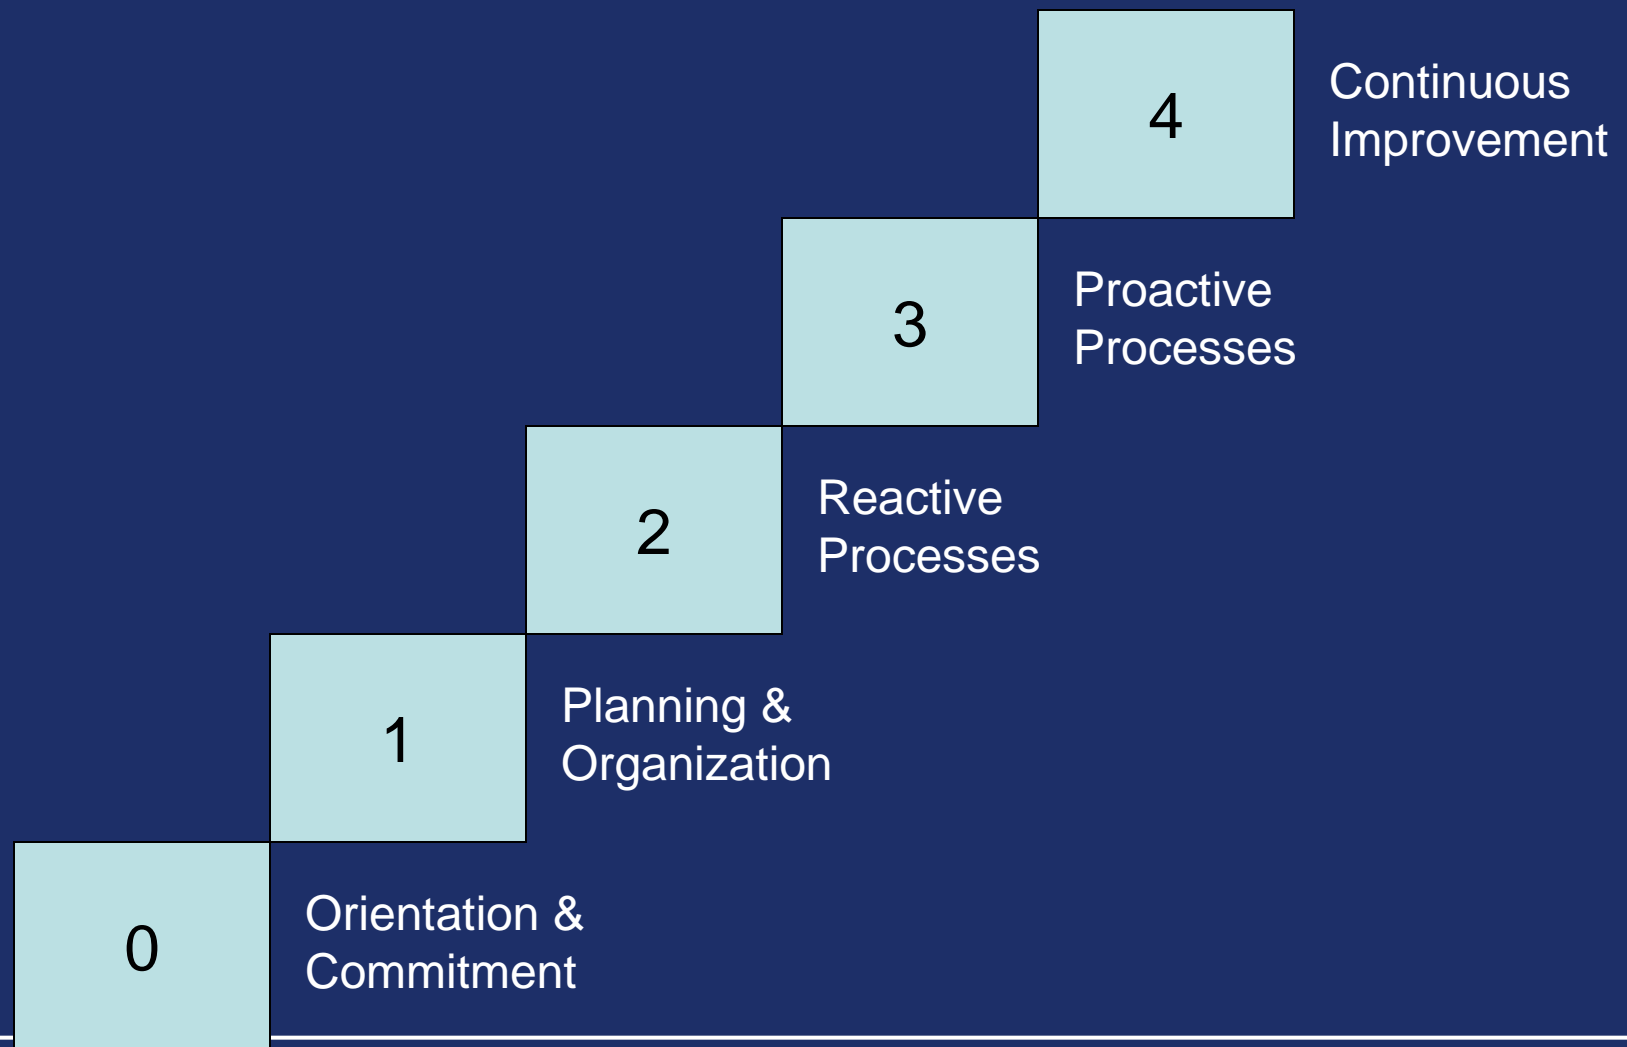 4
Continuous
Improvement
3
Proactive
Processes
2
Reactive
Processes
1
Planning &
Organization
0
Orientation &
Commitment